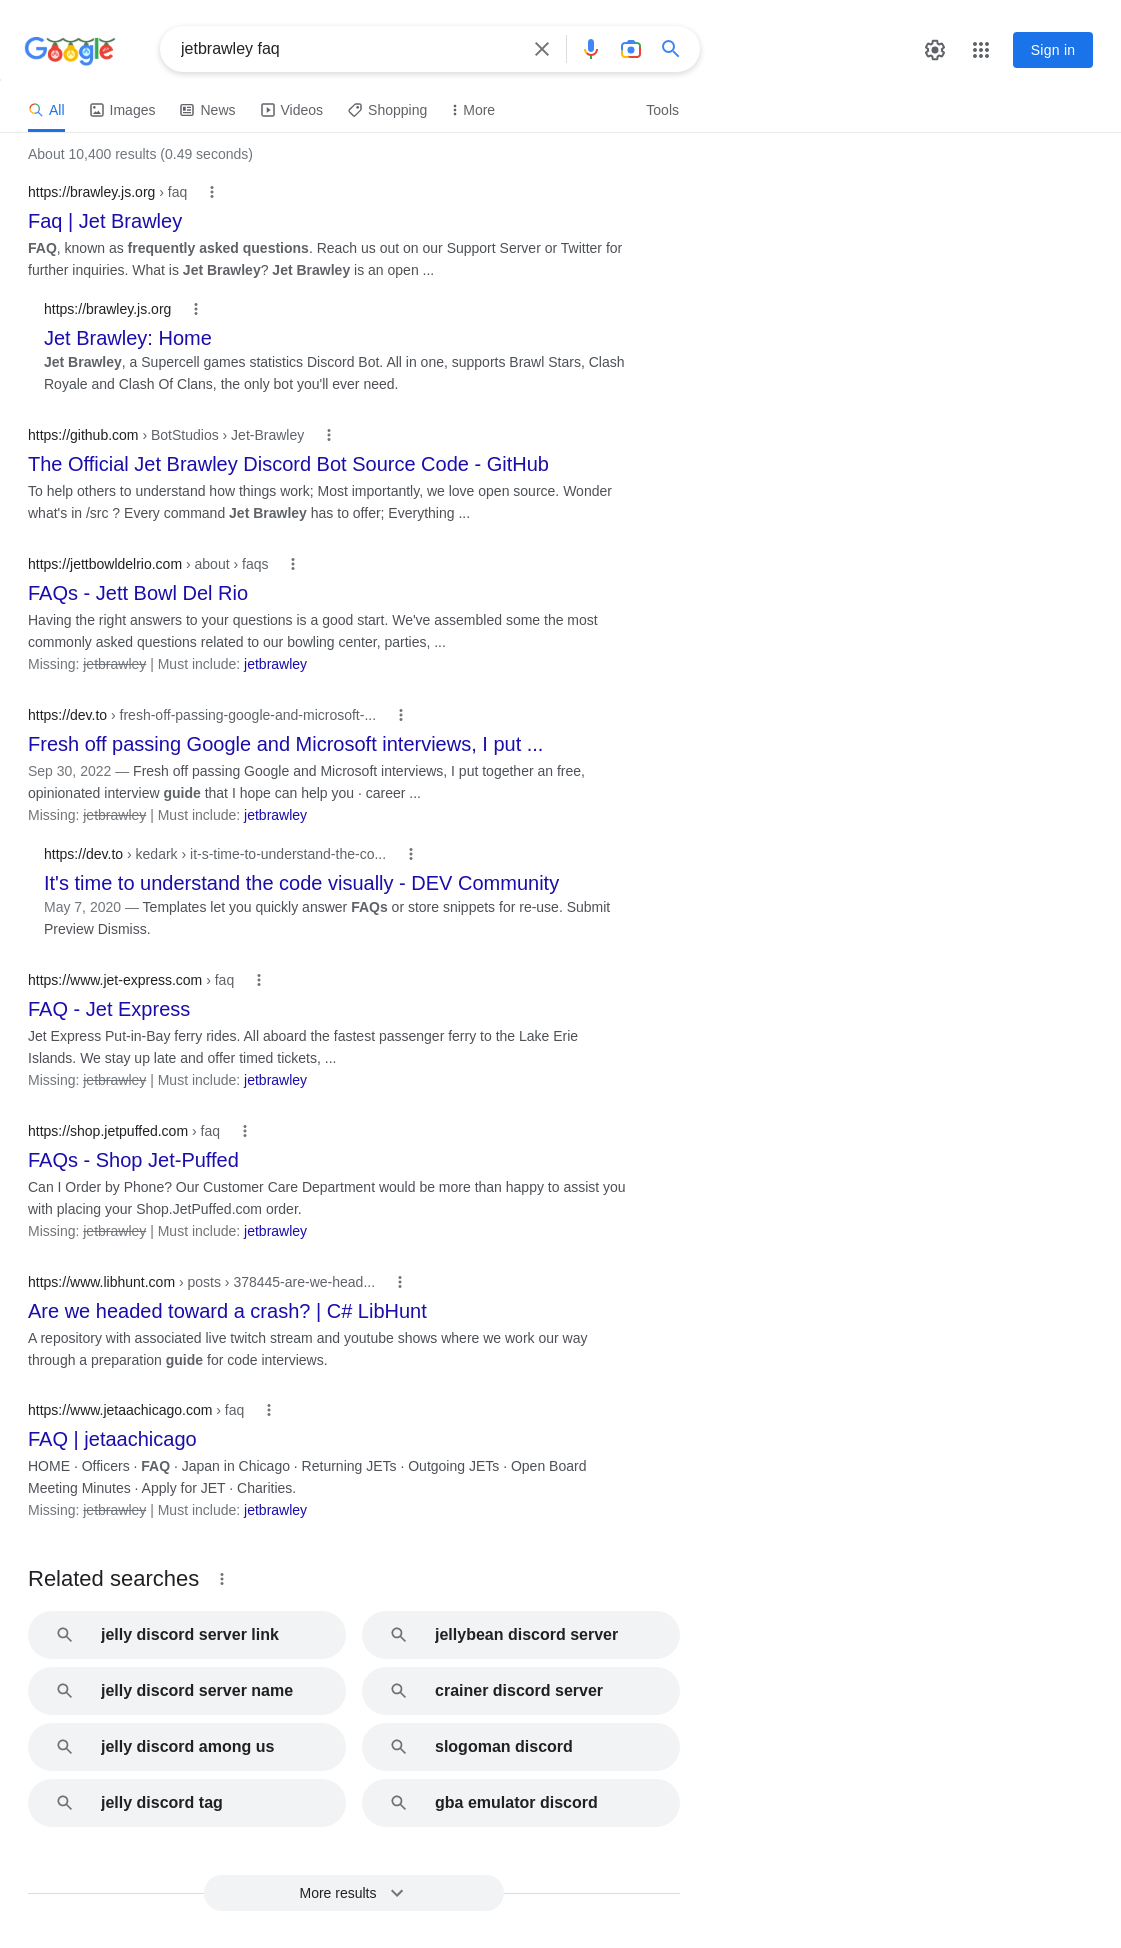 Google
jetbrawley faq
Sign in
All Images News Videos Shopping More Tools
About 10,400 results (0.49 seconds)
https://brawley.js.org › faq
Faq | Jet Brawley
FAQ, known as frequently asked questions. Reach us out on our Support Server or Twitter for
further inquiries. What is Jet Brawley? Jet Brawley is an open ...
https://brawley.js.org
Jet Brawley: Home
Jet Brawley, a Supercell games statistics Discord Bot. All in one, supports Brawl Stars, Clash
Royale and Clash Of Clans, the only bot you'll ever need.
https://github.com › BotStudios › Jet-Brawley
The Official Jet Brawley Discord Bot Source Code - GitHub
To help others to understand how things work; Most importantly, we love open source. Wonder
what's in /src ? Every command Jet Brawley has to offer; Everything ...
https://jettbowldelrio.com › about › faqs
FAQs - Jett Bowl Del Rio
Having the right answers to your questions is a good start. We've assembled some the most
commonly asked questions related to our bowling center, parties, ...
Missing: jetbrawley | Must include: jetbrawley
https://dev.to › fresh-off-passing-google-and-microsoft-...
Fresh off passing Google and Microsoft interviews, I put ...
Sep 30, 2022 — Fresh off passing Google and Microsoft interviews, I put together an free,
opinionated interview guide that I hope can help you · career ...
Missing: jetbrawley | Must include: jetbrawley
https://dev.to › kedark › it-s-time-to-understand-the-co...
It's time to understand the code visually - DEV Community
May 7, 2020 — Templates let you quickly answer FAQs or store snippets for re-use. Submit
Preview Dismiss.
https://www.jet-express.com › faq
FAQ - Jet Express
Jet Express Put-in-Bay ferry rides. All aboard the fastest passenger ferry to the Lake Erie
Islands. We stay up late and offer timed tickets, ...
Missing: jetbrawley | Must include: jetbrawley
https://shop.jetpuffed.com › faq
FAQs - Shop Jet-Puffed
Can I Order by Phone? Our Customer Care Department would be more than happy to assist you
with placing your Shop.JetPuffed.com order.
Missing: jetbrawley | Must include: jetbrawley
https://www.libhunt.com › posts › 378445-are-we-head...
Are we headed toward a crash? | C# LibHunt
A repository with associated live twitch stream and youtube shows where we work our way
through a preparation guide for code interviews.
https://www.jetaachicago.com › faq
FAQ | jetaachicago
HOME · Officers · FAQ · Japan in Chicago · Returning JETs · Outgoing JETs · Open Board
Meeting Minutes · Apply for JET · Charities.
Missing: jetbrawley | Must include: jetbrawley
Related searches
jelly discord server link
jellybean discord server
jelly discord server name
crainer discord server
jelly discord among us
slogoman discord
jelly discord tag
gba emulator discord
More results